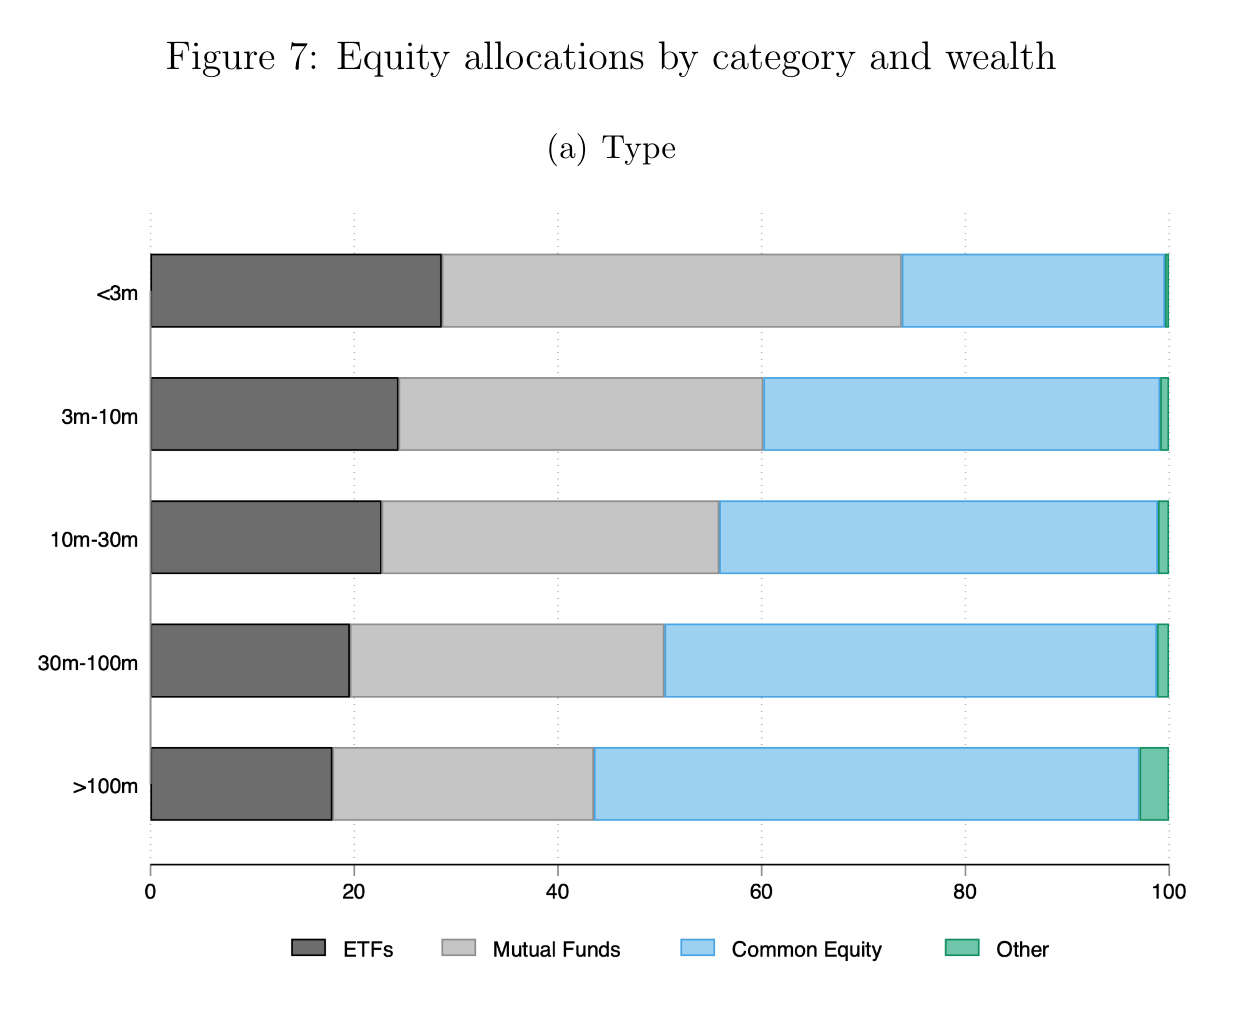 Figure 7: Equity allocations by category and wealth
(a) Type
<3m
3m-10m
10m-30m
30m-100m
>100m
0 20 40 60 80 100
ETFs Mutual Funds Common Equity Other